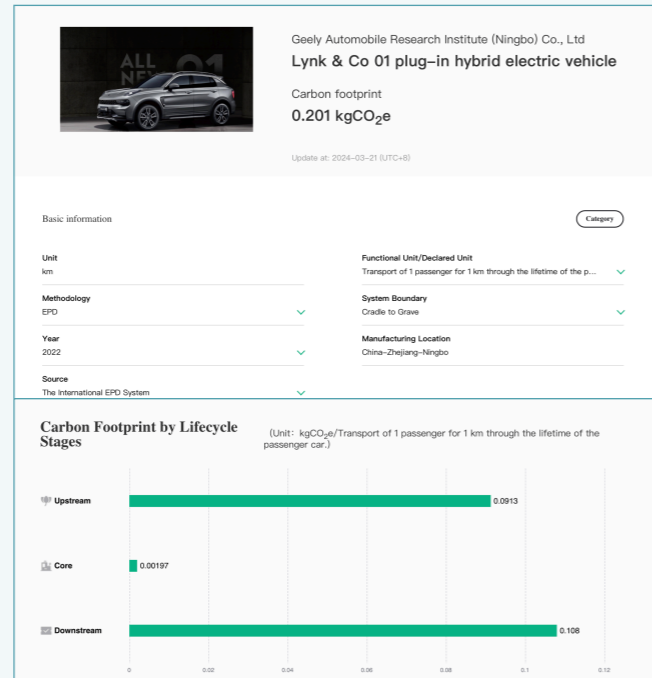 ALL
NEW 01
Geely Automobile Research Institute (Ningbo) Co., Ltd
Lynk & Co 01 plug-in hybrid electric vehicle
Carbon footprint
0.201 kgCO₂e
Update at: 2024-03-21 (UTC+8)
Basic information
Category
Unit
km
Functional Unit/Declared Unit
Transport of 1 passenger for 1 km through the lifetime of the p...
Methodology
EPD
System Boundary
Cradle to Grave
Year
2022
Manufacturing Location
China-Zhejiang-Ningbo
Source
The International EPD System
Carbon Footprint by Lifecycle
Stages
(Unit: kgCO₂e/Transport of 1 passenger for 1 km through the lifetime of the
passenger car.)
Upstream
0.0913
Core
0.00197
Downstream
0.108
0 0.02 0.04 0.06 0.08 0.1 0.12